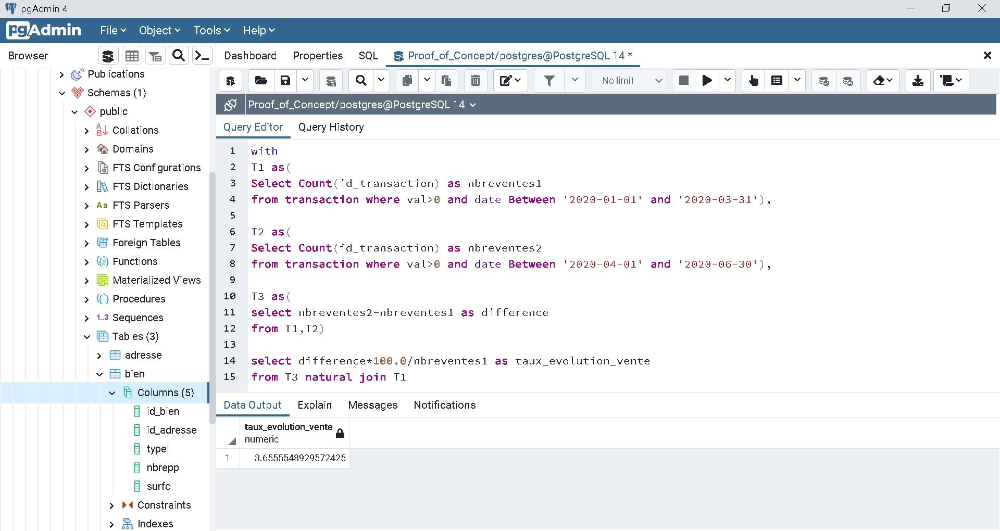 pgAdmin 4
pgAdmin File Object Tools Help
Browser Dashboard Properties SQL Proof_of_Concept/postgres@PostgreSQL 14 *
No limit
Proof_of_Concept/postgres@PostgreSQL 14
Query Editor Query History
Publications
Schemas (1)
public
Collations
Domains
FTS Configurations
FTS Dictionaries
Aa FTS Parsers
FTS Templates
Foreign Tables
Functions
Materialized Views
Procedures
1..3 Sequences
Tables (3)
adresse
bien
Columns (5)
id_bien
id_adresse
typel
nbrepp
surfc
Constraints
Indexes
1 with
2 T1 as(
3 Select Count(id_transaction) as nbreventes1
4 from transaction where val>0 and date Between '2020-01-01' and '2020-03-31'),
5
6 T2 as(
7 Select Count(id_transaction) as nbreventes2
8 from transaction where val>0 and date Between '2020-04-01' and '2020-06-30'),
9
10 T3 as(
11 select nbreventes2-nbreventes1 as difference
12 from T1,T2)
13
14 select difference*100.0/nbreventes1 as taux_evolution_vente
15 from T3 natural join T1
Data Output Explain Messages Notifications
taux_evolution_vente
numeric
1 3.6555548929572425